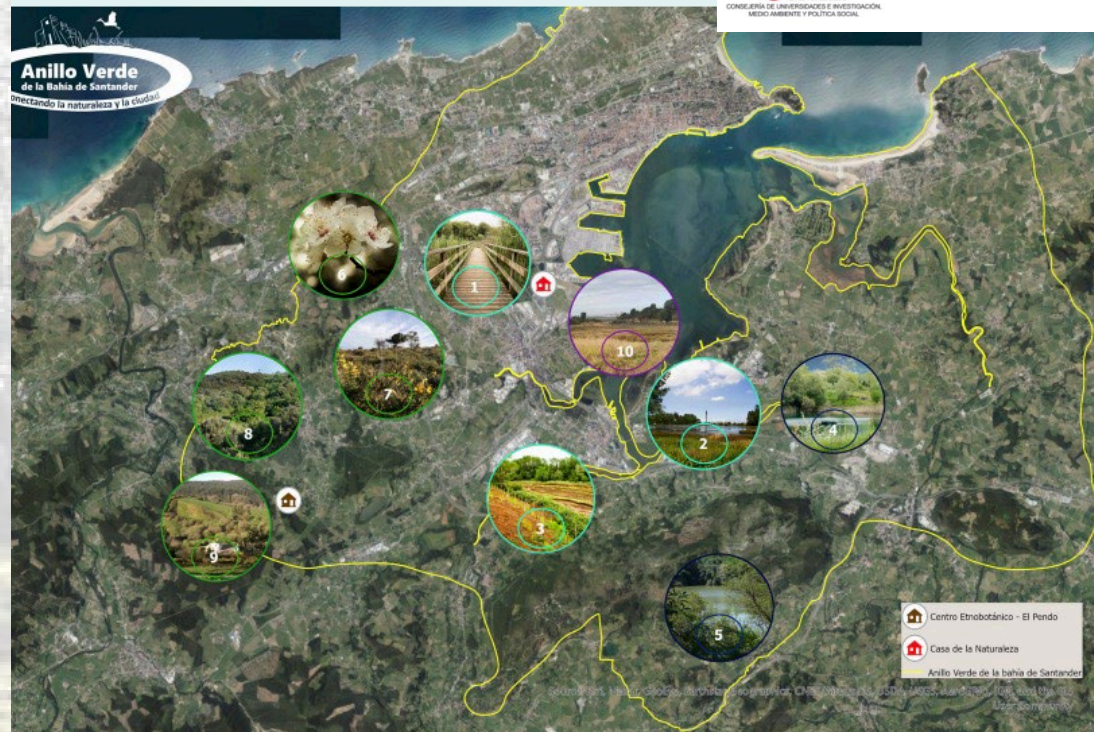 CONSEJERÍA DE UNIVERSIDADES E INVESTIGACIÓN,
MEDIO AMBIENTE Y POLÍTICA SOCIAL
Anillo Verde
de la Bahía de Santander
onectando la naturaleza y la ciudad
6
1
10
7
2
4
8
3
9
5
Centro Etnobotánico - El Pendo
Casa de la Naturaleza
Anillo Verde de la bahía de Santander
User Community